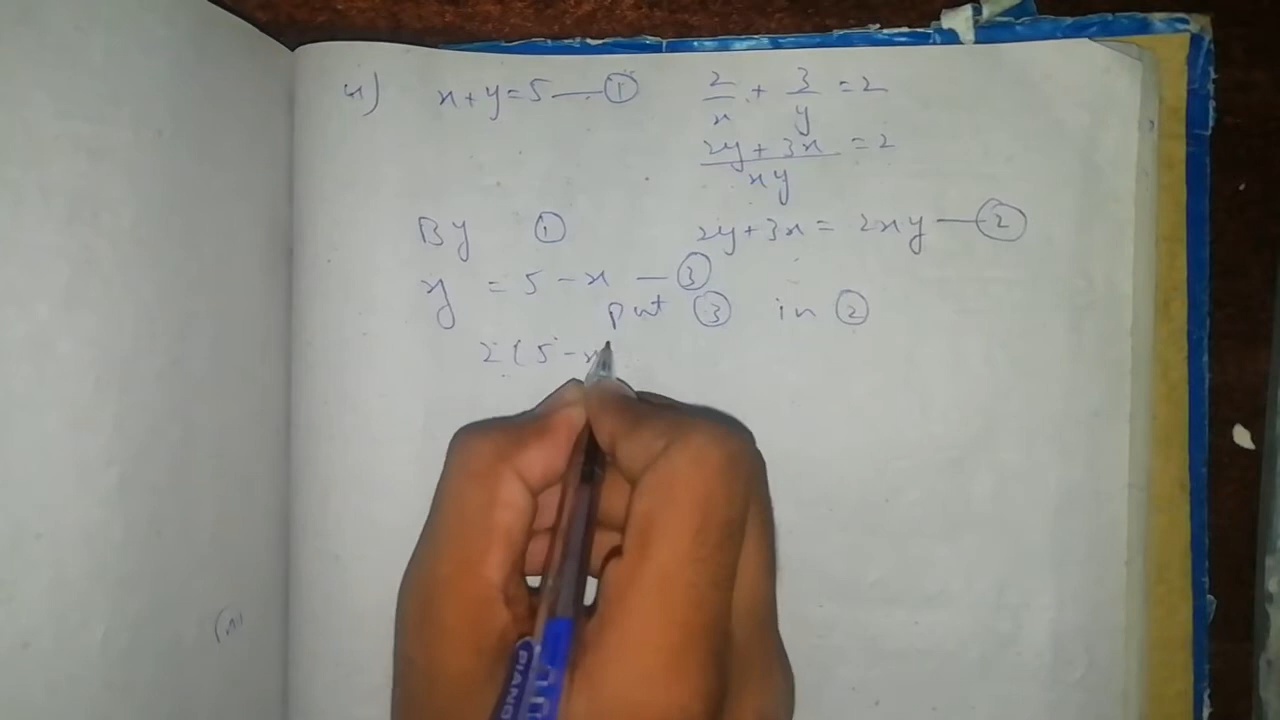 4) x + y = 5 — ① 2/x + 3/y = 2
2y + 3x / xy = 2
By ① 2y + 3x = 2xy — ②
y = 5 - x — ③
put ③ in ②
2(5 - x
PIANO